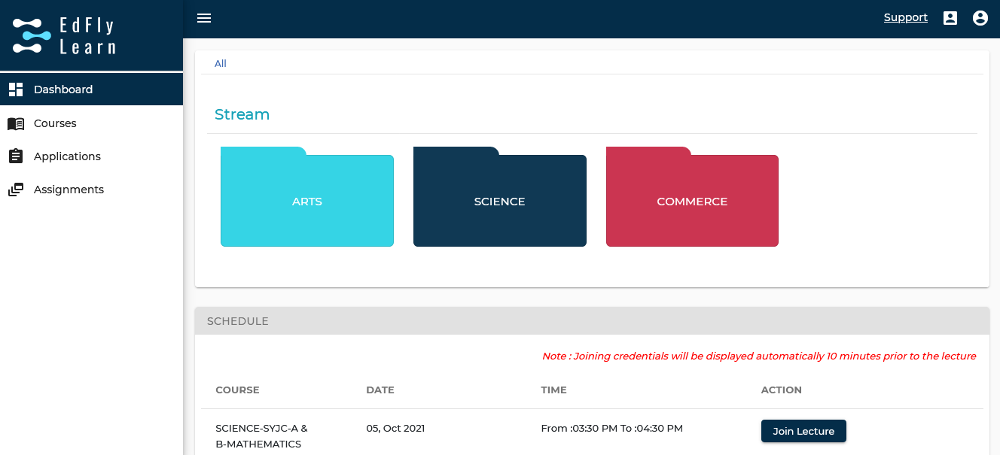 EdFly
Learn
Support
Dashboard
Courses
Applications
Assignments
All
Stream
ARTS
SCIENCE
COMMERCE
SCHEDULE
Note : Joining credentials will be displayed automatically 10 minutes prior to the lecture
COURSE DATE TIME ACTION
SCIENCE-SYJC-A & 05, Oct 2021 From :03:30 PM To :04:30 PM Join Lecture
B-MATHEMATICS